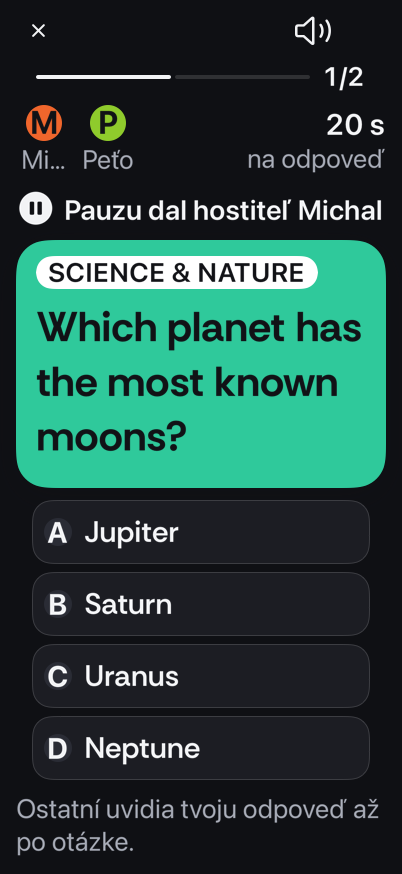 1/2
M P
20 s
Mi... Peťo
na odpoveď
Pauzu dal hostiteľ Michal
SCIENCE & NATURE
Which planet has
the most known
moons?
A Jupiter
B Saturn
C Uranus
D Neptune
Ostatní uvidia tvoju odpoveď až
po otázke.